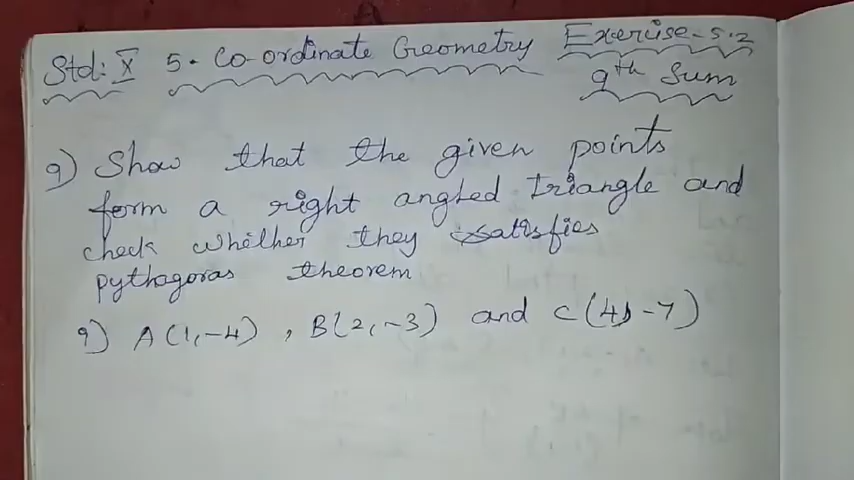 Std: X 5. Co-ordinate Geometry Exercise-5.2
9th Sum
9) Show that the given points
form a right angled triangle and
check whether they satisfies
pythagoras theorem
i) A(1,-4), B(2,-3) and C(4,-7)